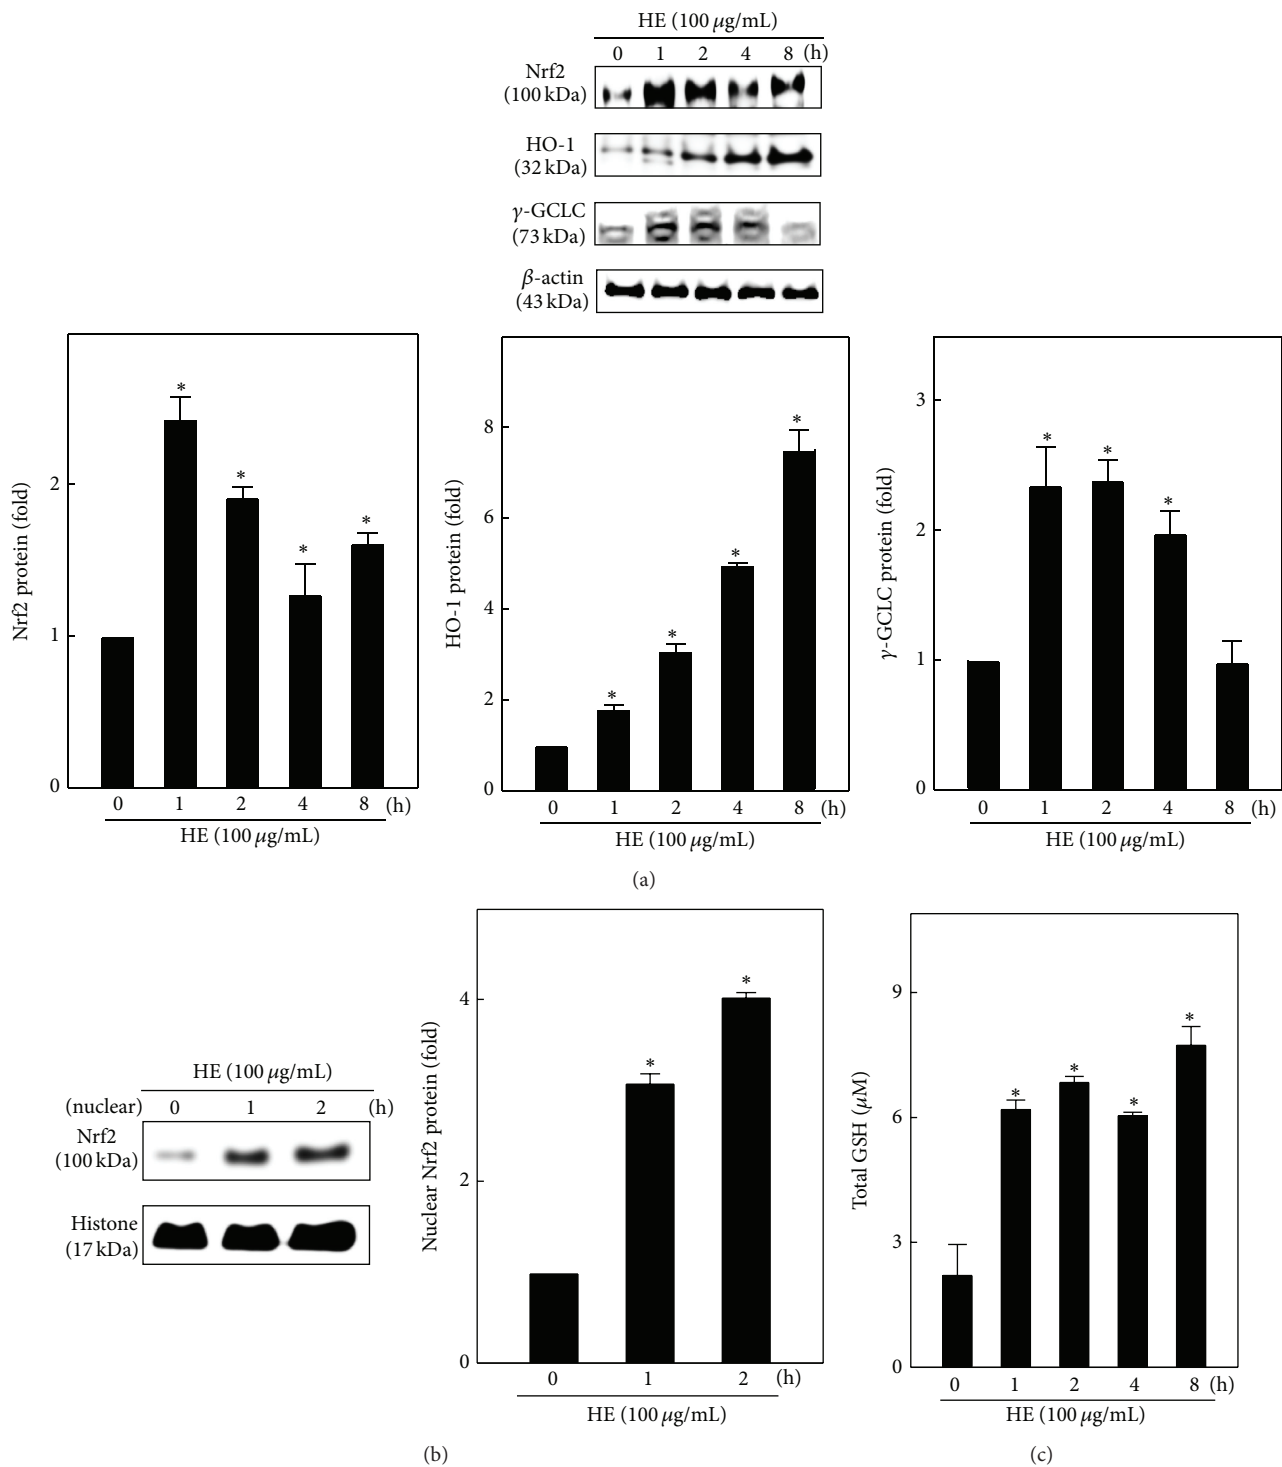 HE (100 μg/mL)
0 1 2 4 8 (h)
Nrf2
(100 kDa)
HO-1
(32 kDa)
γ-GCLC
(73 kDa)
β-actin
(43 kDa)
Nrf2 protein (fold)
2
1
0
* * * *
0 1 2 4 8 (h)
HE (100 μg/mL)
HO-1 protein (fold)
8
6
4
2
0
* * * *
0 1 2 4 8 (h)
HE (100 μg/mL)
γ-GCLC protein (fold)
3
2
1
0
* * *
0 1 2 4 8 (h)
HE (100 μg/mL)
(a)
HE (100 μg/mL)
(nuclear) 0 1 2 (h)
Nrf2
(100 kDa)
Histone
(17 kDa)
Nuclear Nrf2 protein (fold)
4
2
0
* *
0 1 2 (h)
HE (100 μg/mL)
(b)
Total GSH (μM)
9
6
3
0
* * * *
0 1 2 4 8 (h)
HE (100 μg/mL)
(c)